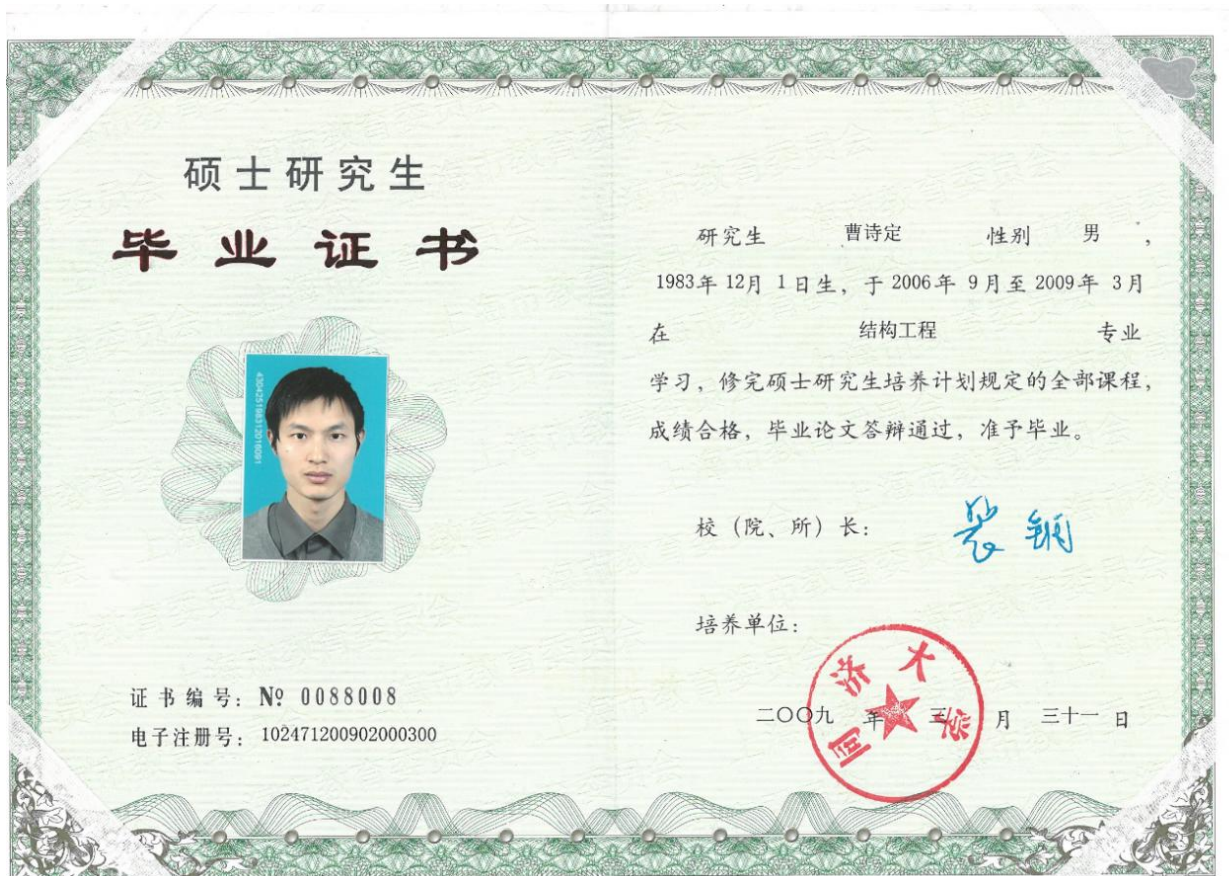 硕士研究生
毕业证书
430425198312016091
证书编号：№ 0088008
电子注册号：102471200902000300
研究生 曹诗定 性别 男，
1983年 12月 1日生，于 2006年 9月至 2009年 3月
在 结构工程 专业
学习，修完硕士研究生培养计划规定的全部课程，
成绩合格，毕业论文答辩通过，准予毕业。
校（院、所）长：裴钢
培养单位：
同济大学
二〇〇九 年 三 月 三十一 日